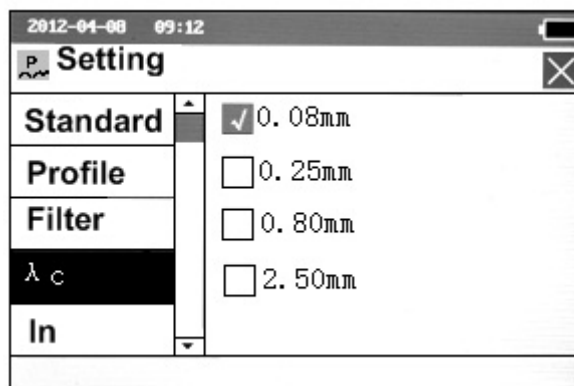 2012-04-08 09:12
P Setting
Standard
Profile
Filter
λc
In
√ 0.08mm
0.25mm
0.80mm
2.50mm